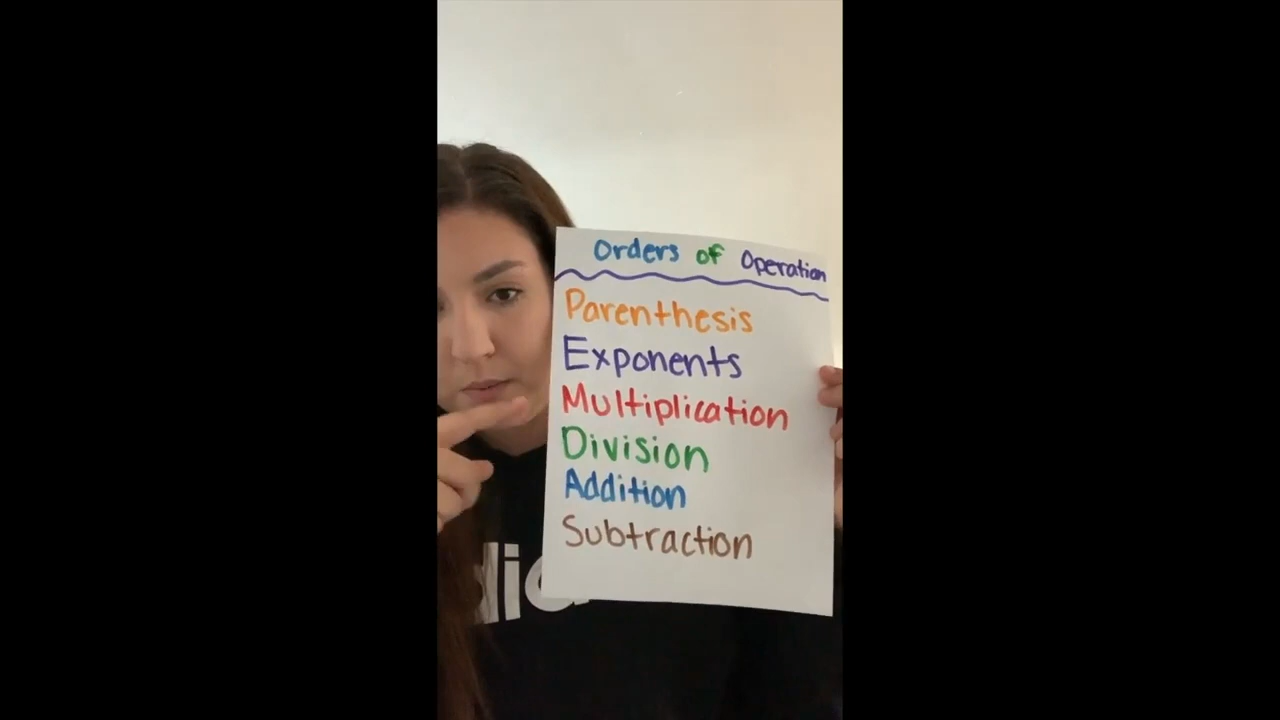 Orders of Operation
Parenthesis
Exponents
Multiplication
Division
Addition
Subtraction